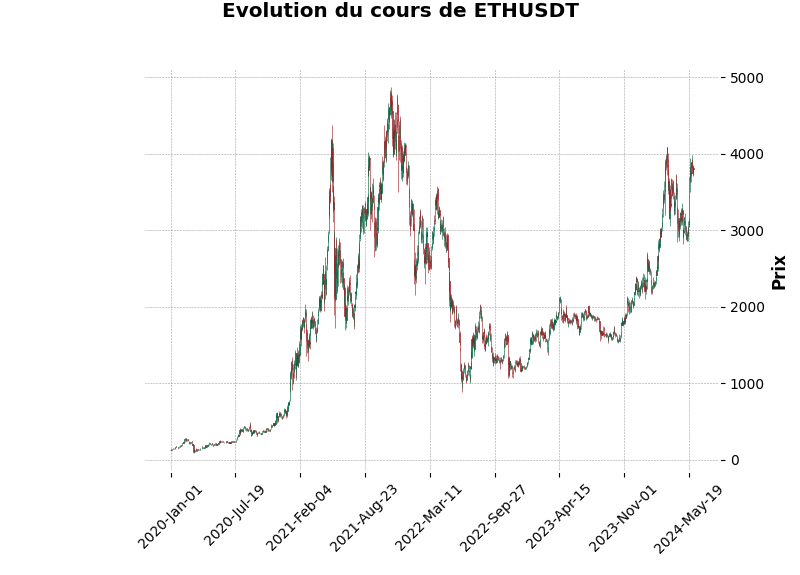 Evolution du cours de ETHUSDT
5000
4000
3000
2000
1000
0
Prix
2020-Jan-01
2020-Jul-19
2021-Feb-04
2021-Aug-23
2022-Mar-11
2022-Sep-27
2023-Apr-15
2023-Nov-01
2024-May-19